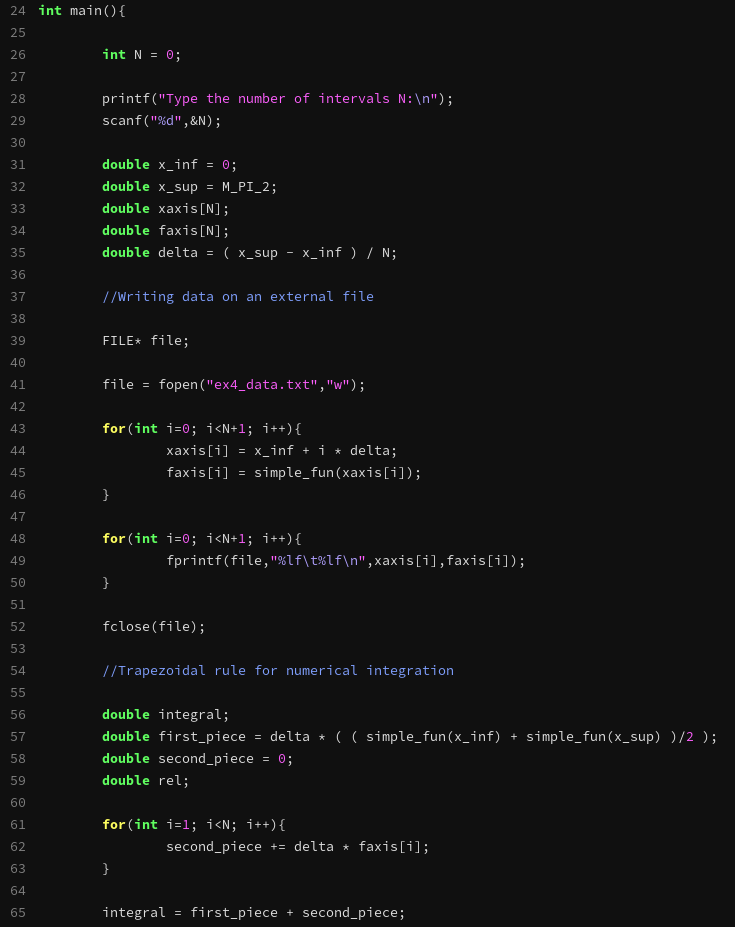 24 int main(){
25
26 int N = 0;
27
28 printf("Type the number of intervals N:\n");
29 scanf("%d",&N);
30
31 double x_inf = 0;
32 double x_sup = M_PI_2;
33 double xaxis[N];
34 double faxis[N];
35 double delta = ( x_sup - x_inf ) / N;
36
37 //Writing data on an external file
38
39 FILE* file;
40
41 file = fopen("ex4_data.txt","w");
42
43 for(int i=0; i<N+1; i++){
44 xaxis[i] = x_inf + i * delta;
45 faxis[i] = simple_fun(xaxis[i]);
46 }
47
48 for(int i=0; i<N+1; i++){
49 fprintf(file,"%lf\t%lf\n",xaxis[i],faxis[i]);
50 }
51
52 fclose(file);
53
54 //Trapezoidal rule for numerical integration
55
56 double integral;
57 double first_piece = delta * ( ( simple_fun(x_inf) + simple_fun(x_sup) )/2 );
58 double second_piece = 0;
59 double rel;
60
61 for(int i=1; i<N; i++){
62 second_piece += delta * faxis[i];
63 }
64
65 integral = first_piece + second_piece;